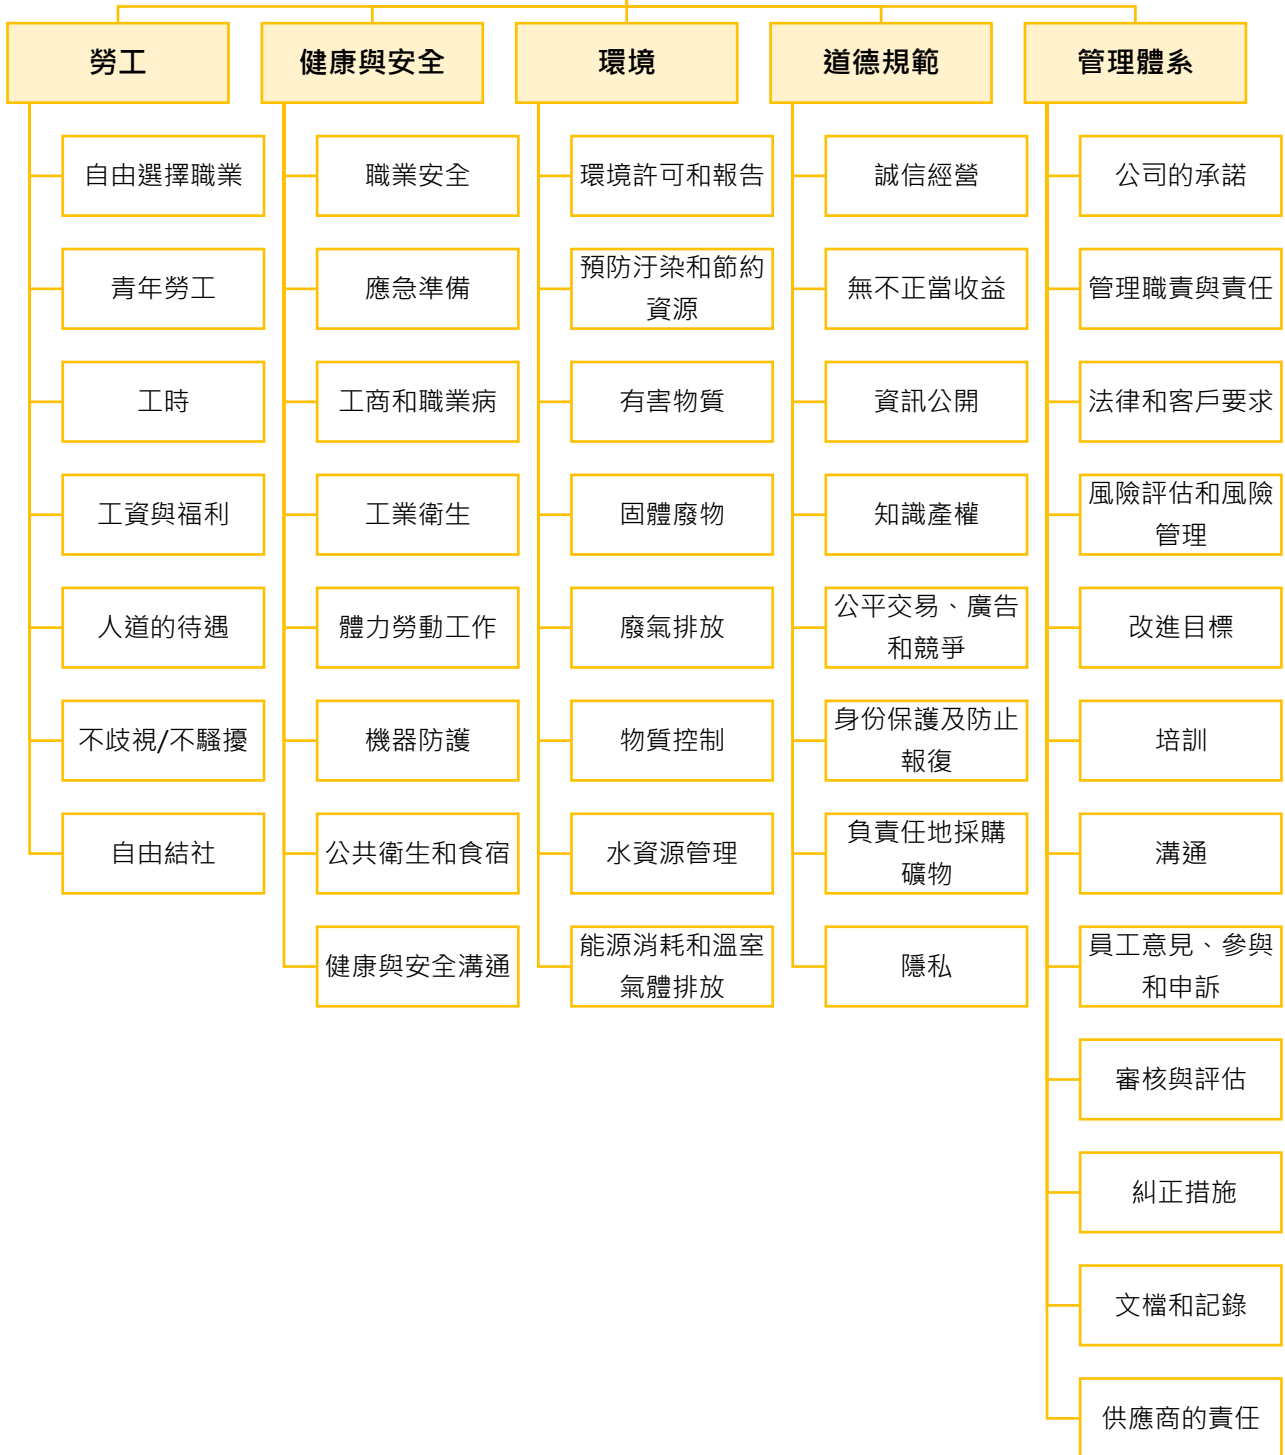 勞工
健康與安全
環境
道德規範
管理體系
自由選擇職業
青年勞工
工時
工資與福利
人道的待遇
不歧視/不騷擾
自由結社
職業安全
應急準備
工商和職業病
工業衛生
體力勞動工作
機器防護
公共衛生和食宿
健康與安全溝通
環境許可和報告
預防汙染和節約
資源
有害物質
固體廢物
廢氣排放
物質控制
水資源管理
能源消耗和溫室
氣體排放
誠信經營
無不正當收益
資訊公開
知識產權
公平交易、廣告
和競爭
身份保護及防止
報復
負責任地採購
礦物
隱私
公司的承諾
管理職責與責任
法律和客戶要求
風險評估和風險
管理
改進目標
培訓
溝通
員工意見、參與
和申訴
審核與評估
糾正措施
文檔和記錄
供應商的責任